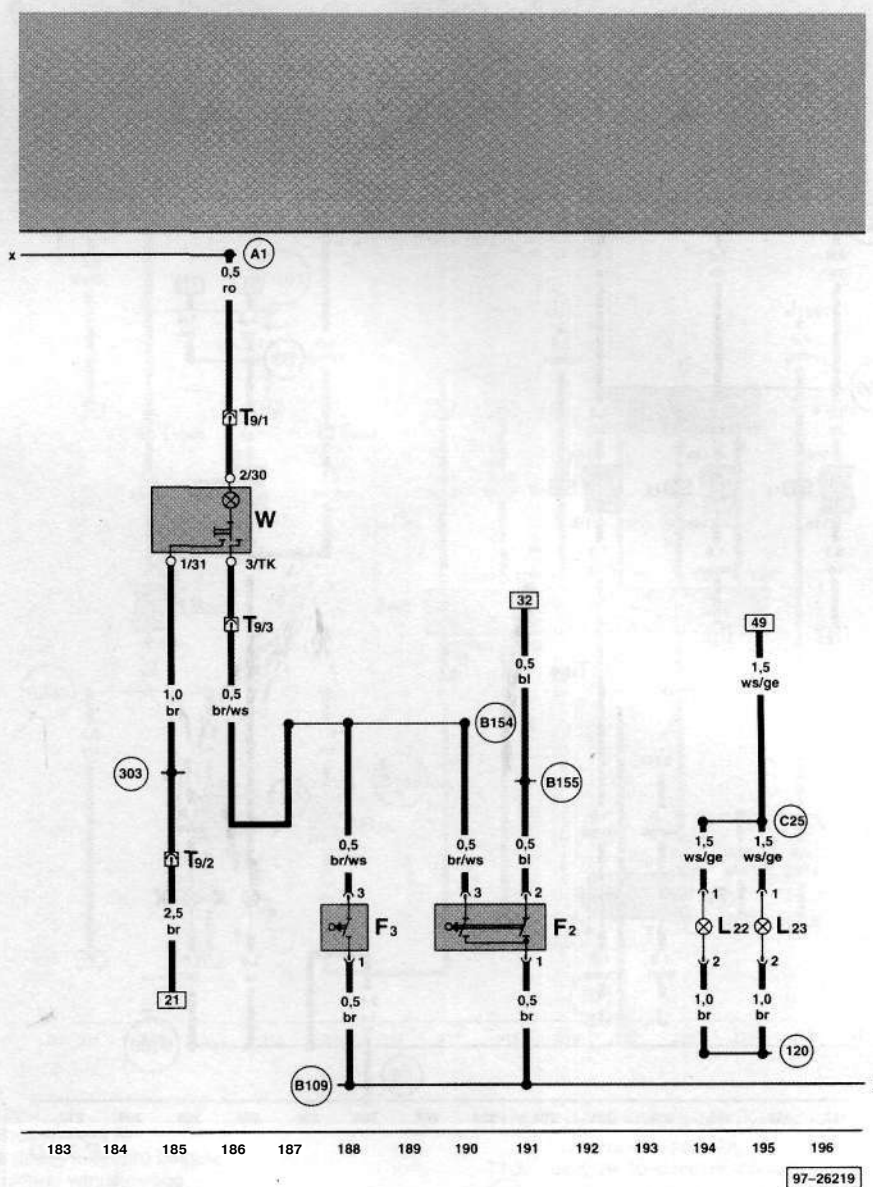 x
A1
0,5
ro
T9/1
2/30
W
1/31
3/TK
T9/3
32
49
0,5
bl
1,5
ws/ge
1,0
br
0,5
br/ws
B154
303
B155
C25
T9/2
0,5
br/ws
0,5
br/ws
0,5
bl
1,5
ws/ge
1,5
ws/ge
2,5
br
3
3
2
1
1
F3
F2
L22
L23
1
1
2
2
21
0,5
br
0,5
br
1,0
br
1,0
br
120
B109
183 184 185 186 187 188 189 190 191 192 193 194 195 196
97-26219